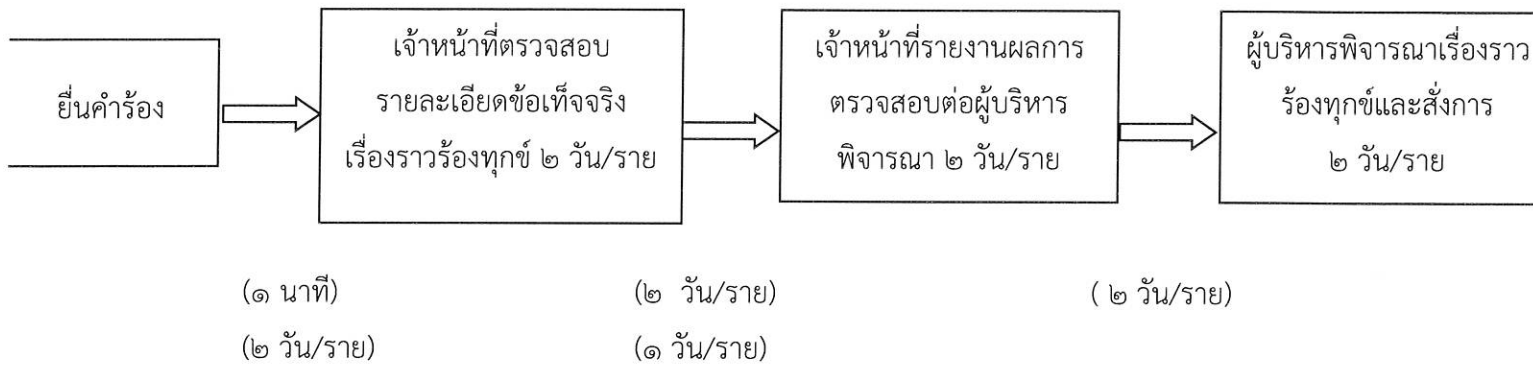 ยื่นคำร้อง
เจ้าหน้าที่ตรวจสอบ
รายละเอียดข้อเท็จจริง
เรื่องราวร้องทุกข์ ๒ วัน/ราย
เจ้าหน้าที่รายงานผลการ
ตรวจสอบต่อผู้บริหาร
พิจารณา ๒ วัน/ราย
ผู้บริหารพิจารณาเรื่องราว
ร้องทุกข์และสั่งการ
๒ วัน/ราย
(๑ นาที) (๒ วัน/ราย) ( ๒ วัน/ราย)
(๒ วัน/ราย) (๑ วัน/ราย)